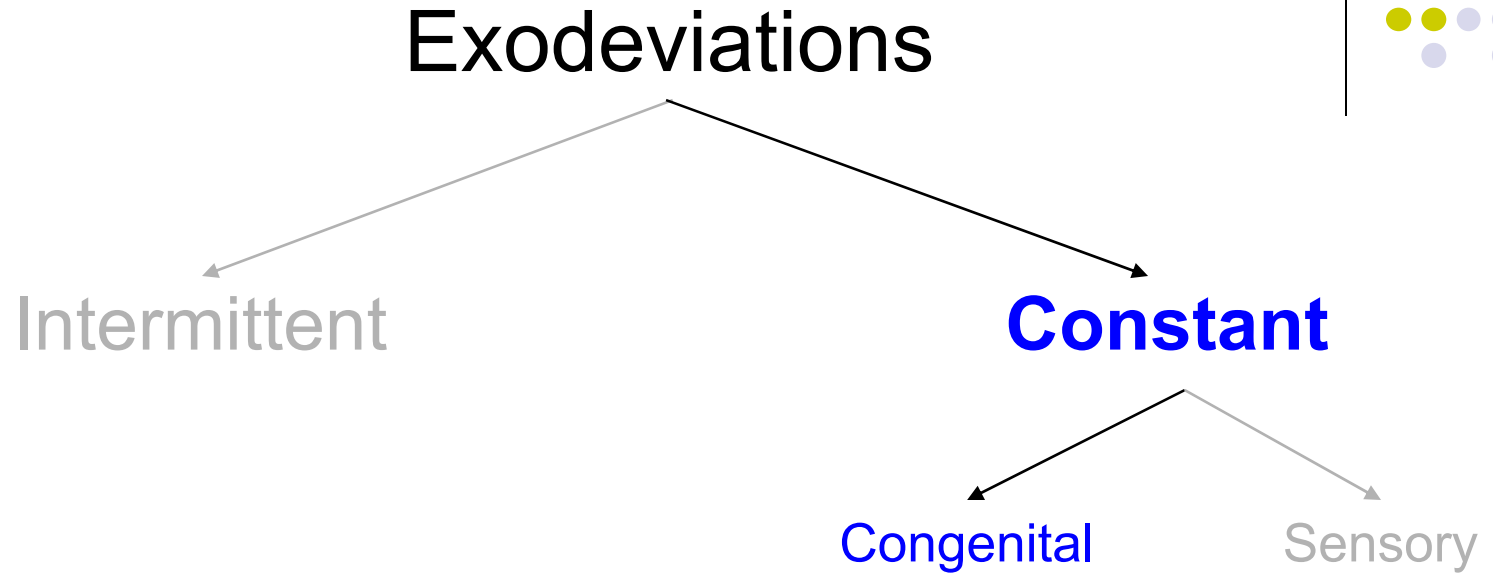 Exodeviations
Intermittent
Constant
Congenital
Sensory